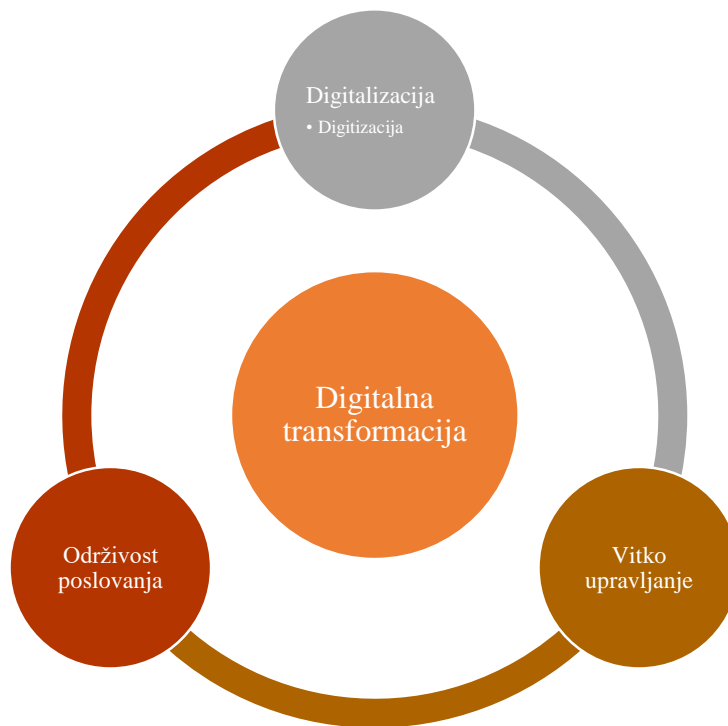 Digitalizacija
• Digitizacija
Digitalna
transformacija
Održivost
poslovanja
Vitko
upravljanje